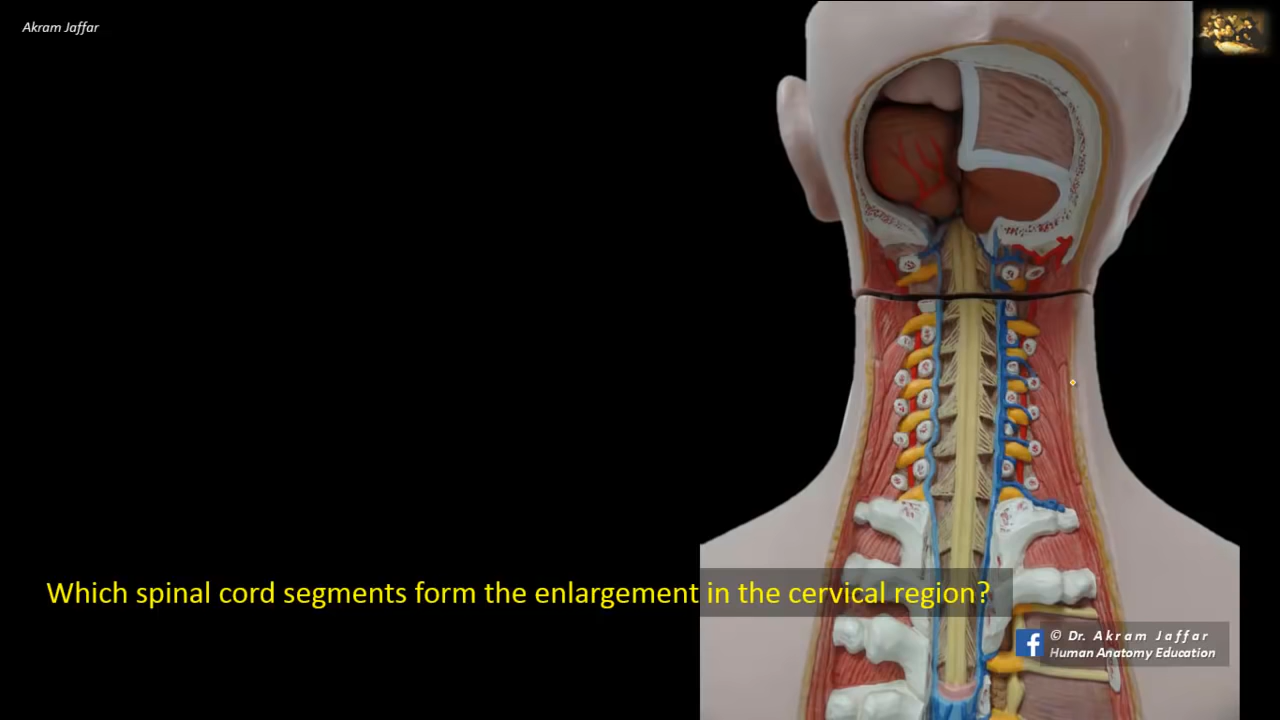 Akram Jaffar
Which spinal cord segments form the enlargement in the cervical region?
f © Dr. Akram Jaffar
Human Anatomy Education